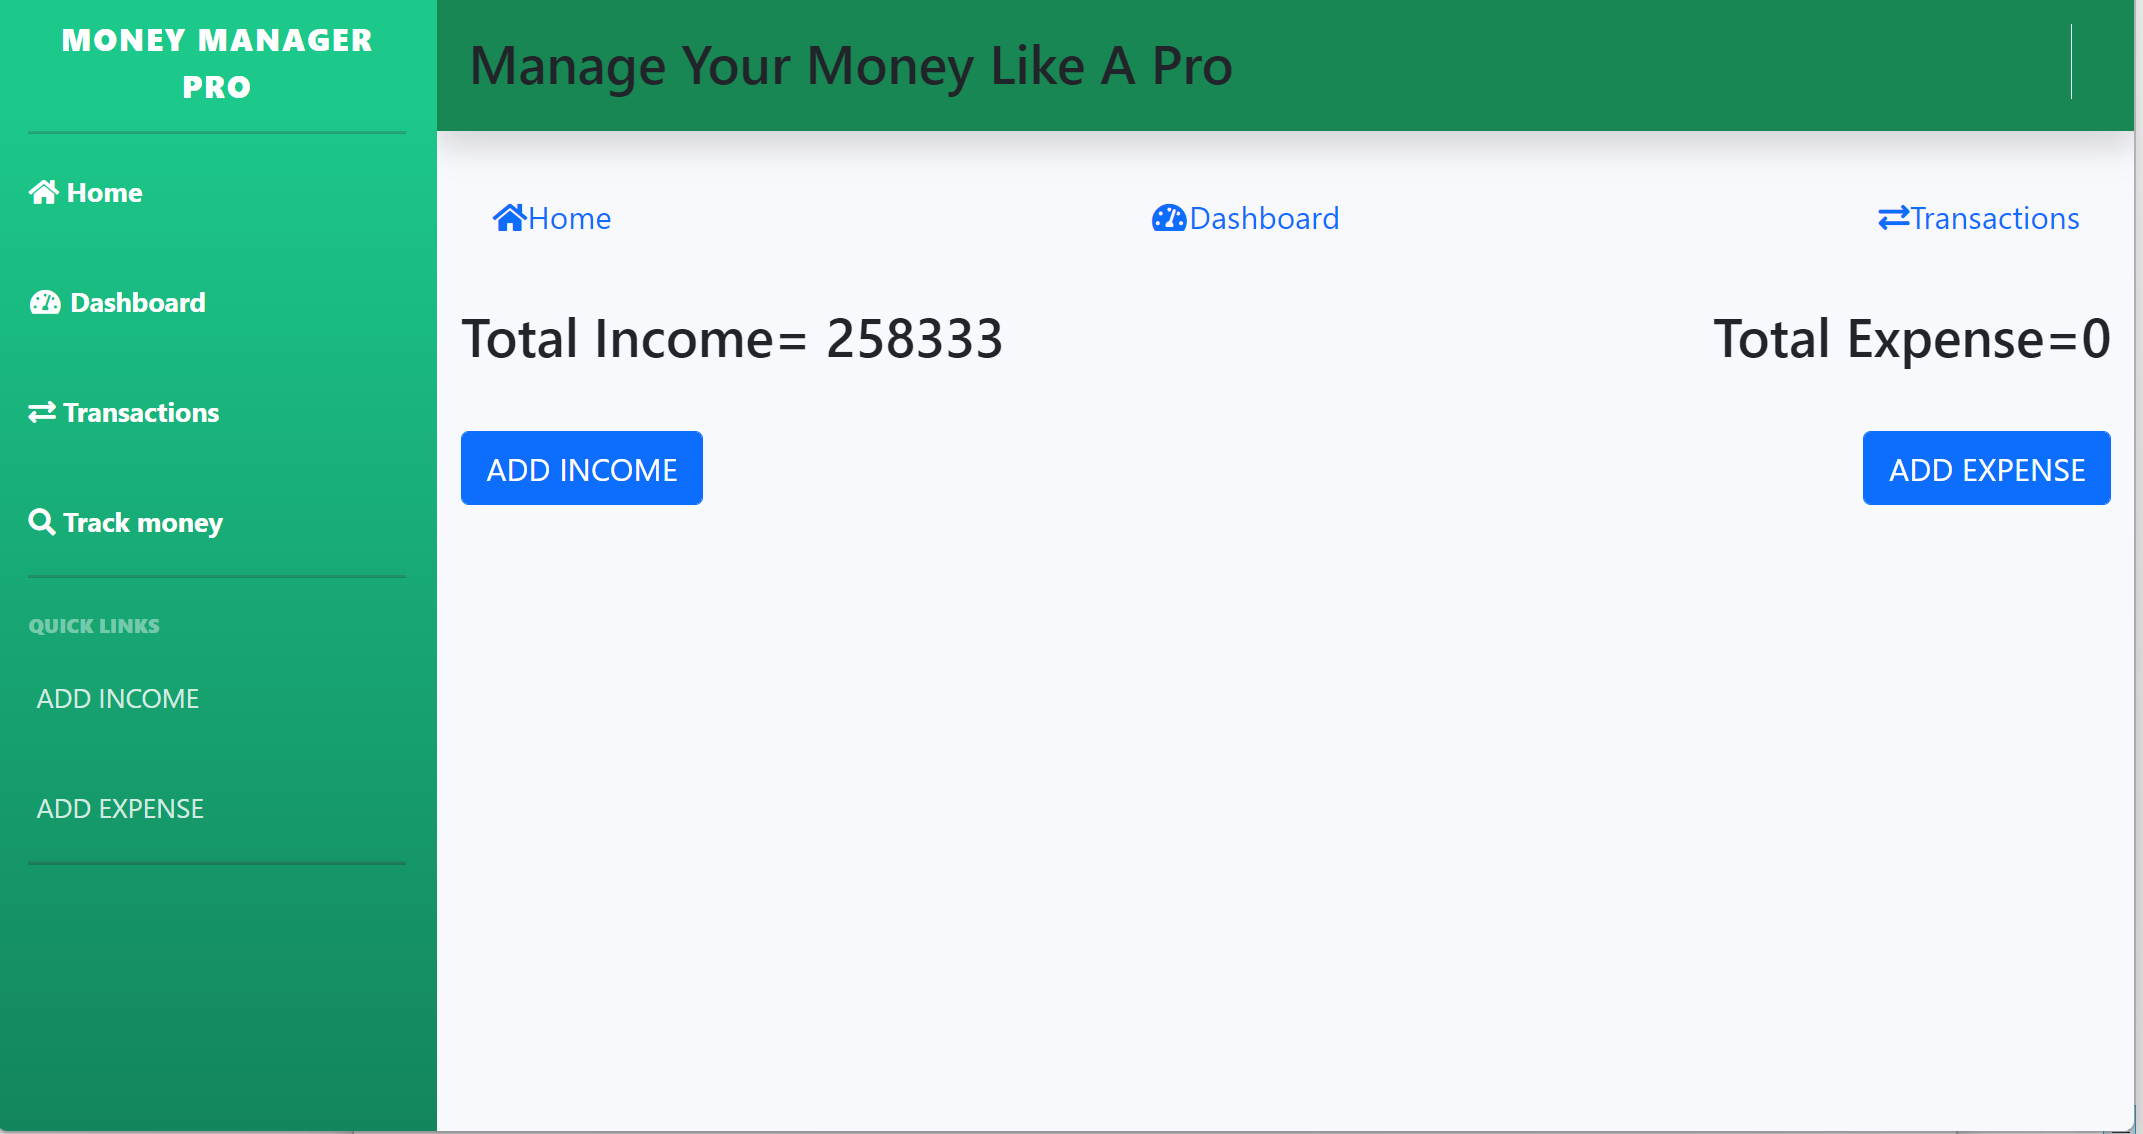 MONEY MANAGER
PRO
Home
Dashboard
Transactions
Track money
QUICK LINKS
ADD INCOME
ADD EXPENSE
Manage Your Money Like A Pro
Home Dashboard Transactions
Total Income= 258333 Total Expense=0
ADD INCOME ADD EXPENSE